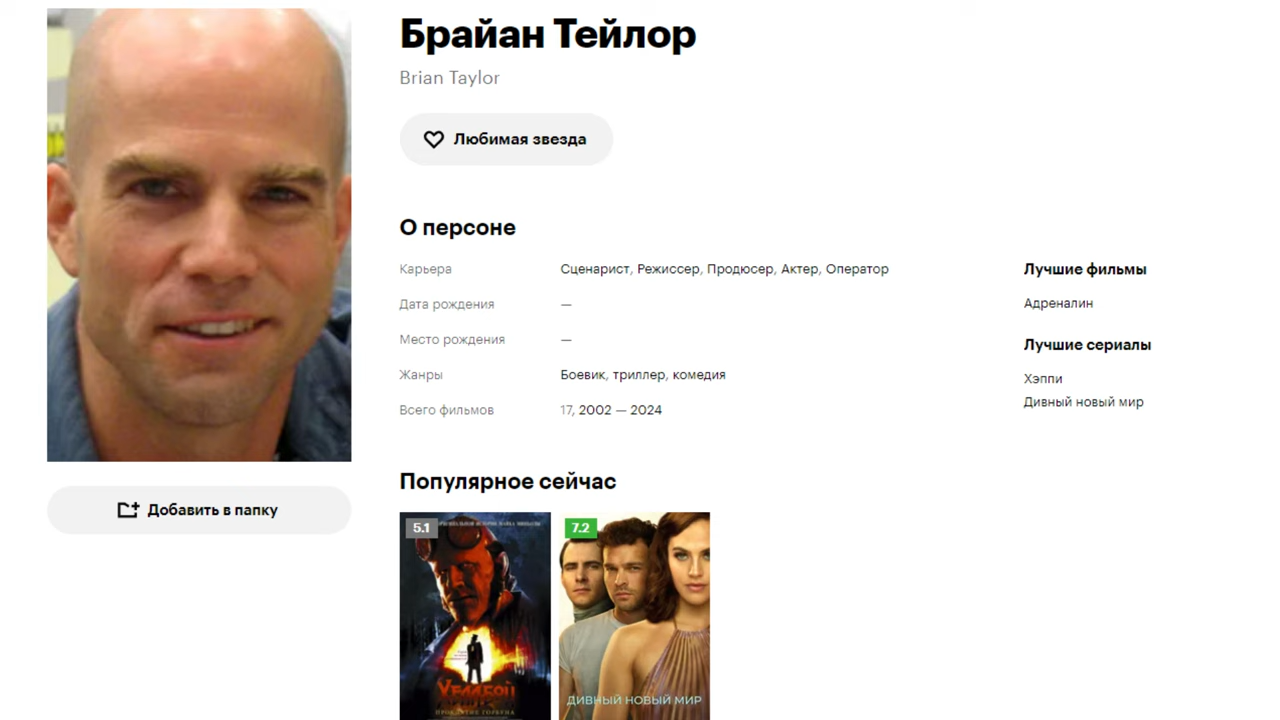 Брайан Тейлор
Brian Taylor
Любимая звезда
О персоне
Карьера Сценарист, Режиссер, Продюсер, Актер, Оператор
Дата рождения —
Место рождения —
Жанры Боевик, триллер, комедия
Всего фильмов 17, 2002 — 2024
Лучшие фильмы
Адреналин
Лучшие сериалы
Хэппи
Дивный новый мир
Добавить в папку
Популярное сейчас
5.1
7.2
ДИВНЫЙ НОВЫЙ МИР